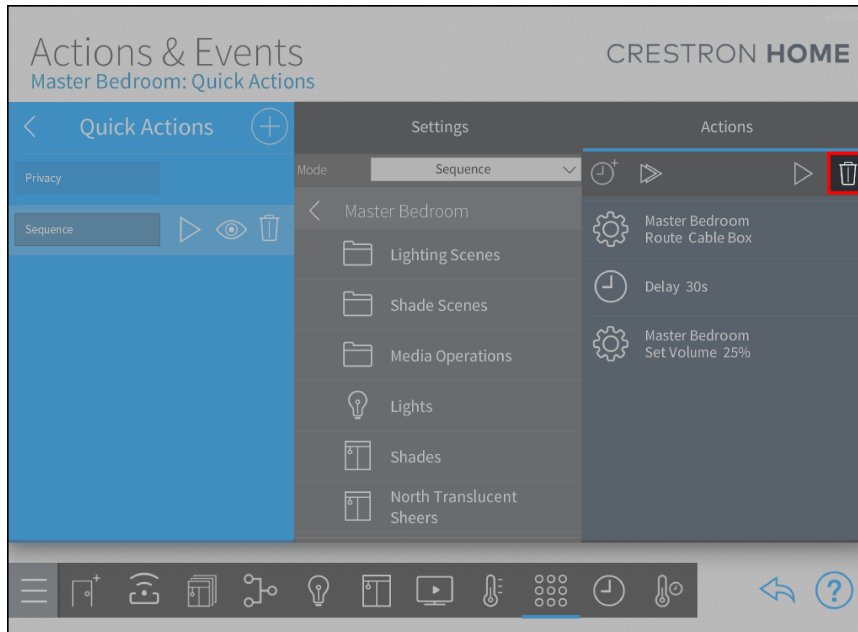 Actions & Events
CRESTRON HOME
Master Bedroom: Quick Actions
Quick Actions
Privacy
Sequence
Settings
Mode
Sequence
Master Bedroom
Lighting Scenes
Shade Scenes
Media Operations
Lights
Shades
North Translucent
Sheers
Actions
Master Bedroom
Route Cable Box
Delay 30s
Master Bedroom
Set Volume 25%
?